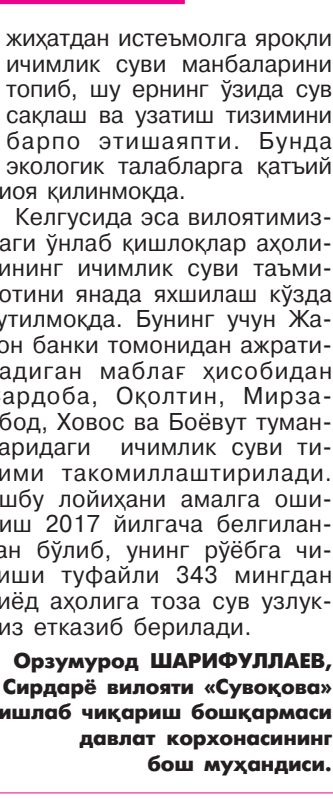 жиҳатдан истеъмолга яроқли
ичимлик суви манбаларини
топиб, шу ернинг ўзида сув
сақлаш ва узатиш тизимини
барпо этишаяпти. Бунда
экологик талабларга қатъий
иоя қилинмоқда.
Келгусида эса вилоятимиз-
аги ўнлаб қишлоқлар аҳоли-
ининг ичимлик суви таъми-
отини янада яхшилаш кўзда
утилмоқда. Бунинг учун Жа-
он банки томонидан ажрати-
адиган маблағ ҳисобидан
ардоба, Оқолтин, Мирза-
бод, Ховос ва Боёвут туман-
аридаги ичимлик суви ти-
ими такомиллаштирилади.
шбу лойиҳани амалга оши-
иш 2017 йилгача белгилан-
ан бўлиб, унинг рўёбга чи-
иши туфайли 343 мингдан
иёд аҳолига тоза сув узлук-
из етказиб берилади.
Орзумурод ШАРИФУЛЛАЕВ,
Сирдарё вилояти «Сувоқова»
ишлаб чиқариш бошқармаси
давлат корхонасининг
бош муҳандиси.